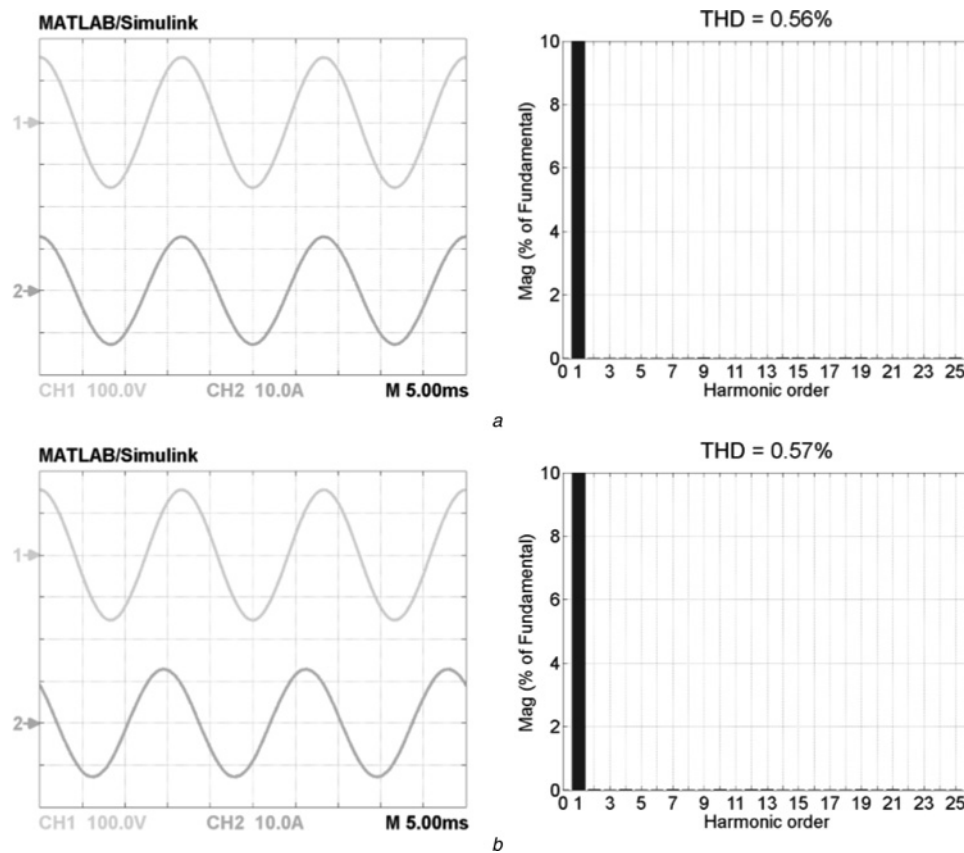 MATLAB/Simulink
1
2
CH1 100.0V CH2 10.0A M 5.00ms
THD = 0.56%
Mag (% of Fundamental)
10
8
6
4
2
0
0 1 3 5 7 9 11 13 15 17 19 21 23 25
Harmonic order
a
MATLAB/Simulink
1
2
CH1 100.0V CH2 10.0A M 5.00ms
THD = 0.57%
Mag (% of Fundamental)
10
8
6
4
2
0
0 1 3 5 7 9 11 13 15 17 19 21 23 25
Harmonic order
b